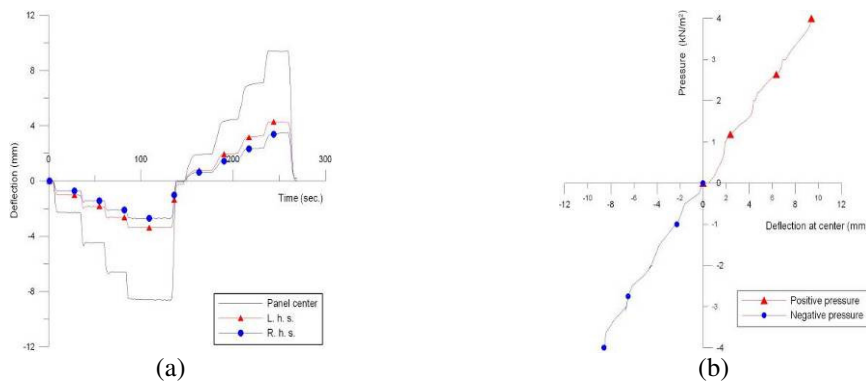 12
8
4
0
-4
-8
-12
Deflection (mm)
100
200
300
Time (sec.)
Panel center
L. h. s.
R. h. s.
(a)
Pressure (kN/m²)
4
3
2
1
0
-1
-2
-3
-4
-12 -10 -8 -6 -4 -2 0 2 4 6 8 10 12
Deflection at center (mm
Positive pressure
Negative pressure
(b)